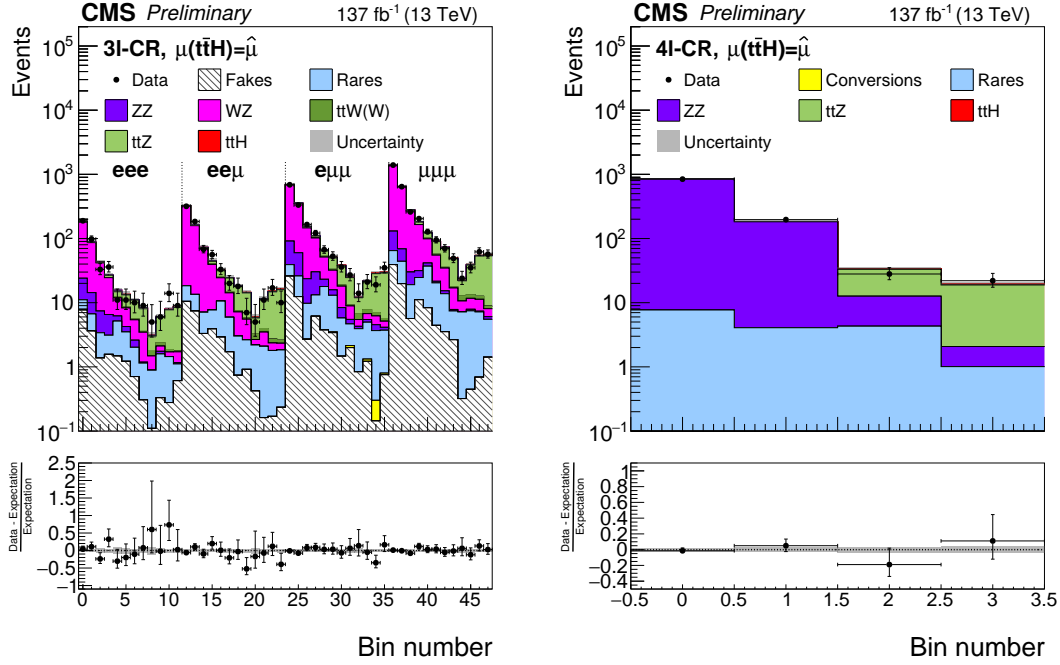 CMS Preliminary 137 fb⁻¹ (13 TeV)
3l-CR, μ(tt̄H)=μ̂
Data Fakes Rares
ZZ WZ ttW(W)
ttZ ttH
Uncertainty
eee eeμ eμμ μμμ
Events
10⁵
10⁴
10³
10²
10
1
10⁻¹
Data - Expectation
Expectation
2.5
2
1.5
1
0.5
0
−0.5
−1
0 5 10 15 20 25 30 35 40 45
Bin number
CMS Preliminary 137 fb⁻¹ (13 TeV)
4l-CR, μ(tt̄H)=μ̂
Data Conversions Rares
ZZ ttZ ttH
Uncertainty
Events
10⁵
10⁴
10³
10²
10
1
10⁻¹
Data - Expectation
Expectation
1
0.8
0.6
0.4
0.2
0
−0.2
−0.4
−0.5 0 0.5 1 1.5 2 2.5 3 3.5
Bin number